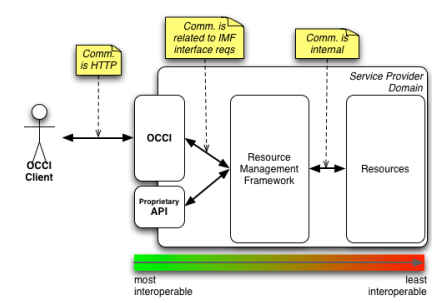 Comm.
is HTTP
Comm. is
related to IMF
interface reqs
Comm. is
internal
Service Provider
Domain
OCCI
Client
OCCI
Proprietary
API
Resource
Management
Framework
Resources
most
interoperable
least
interoperable